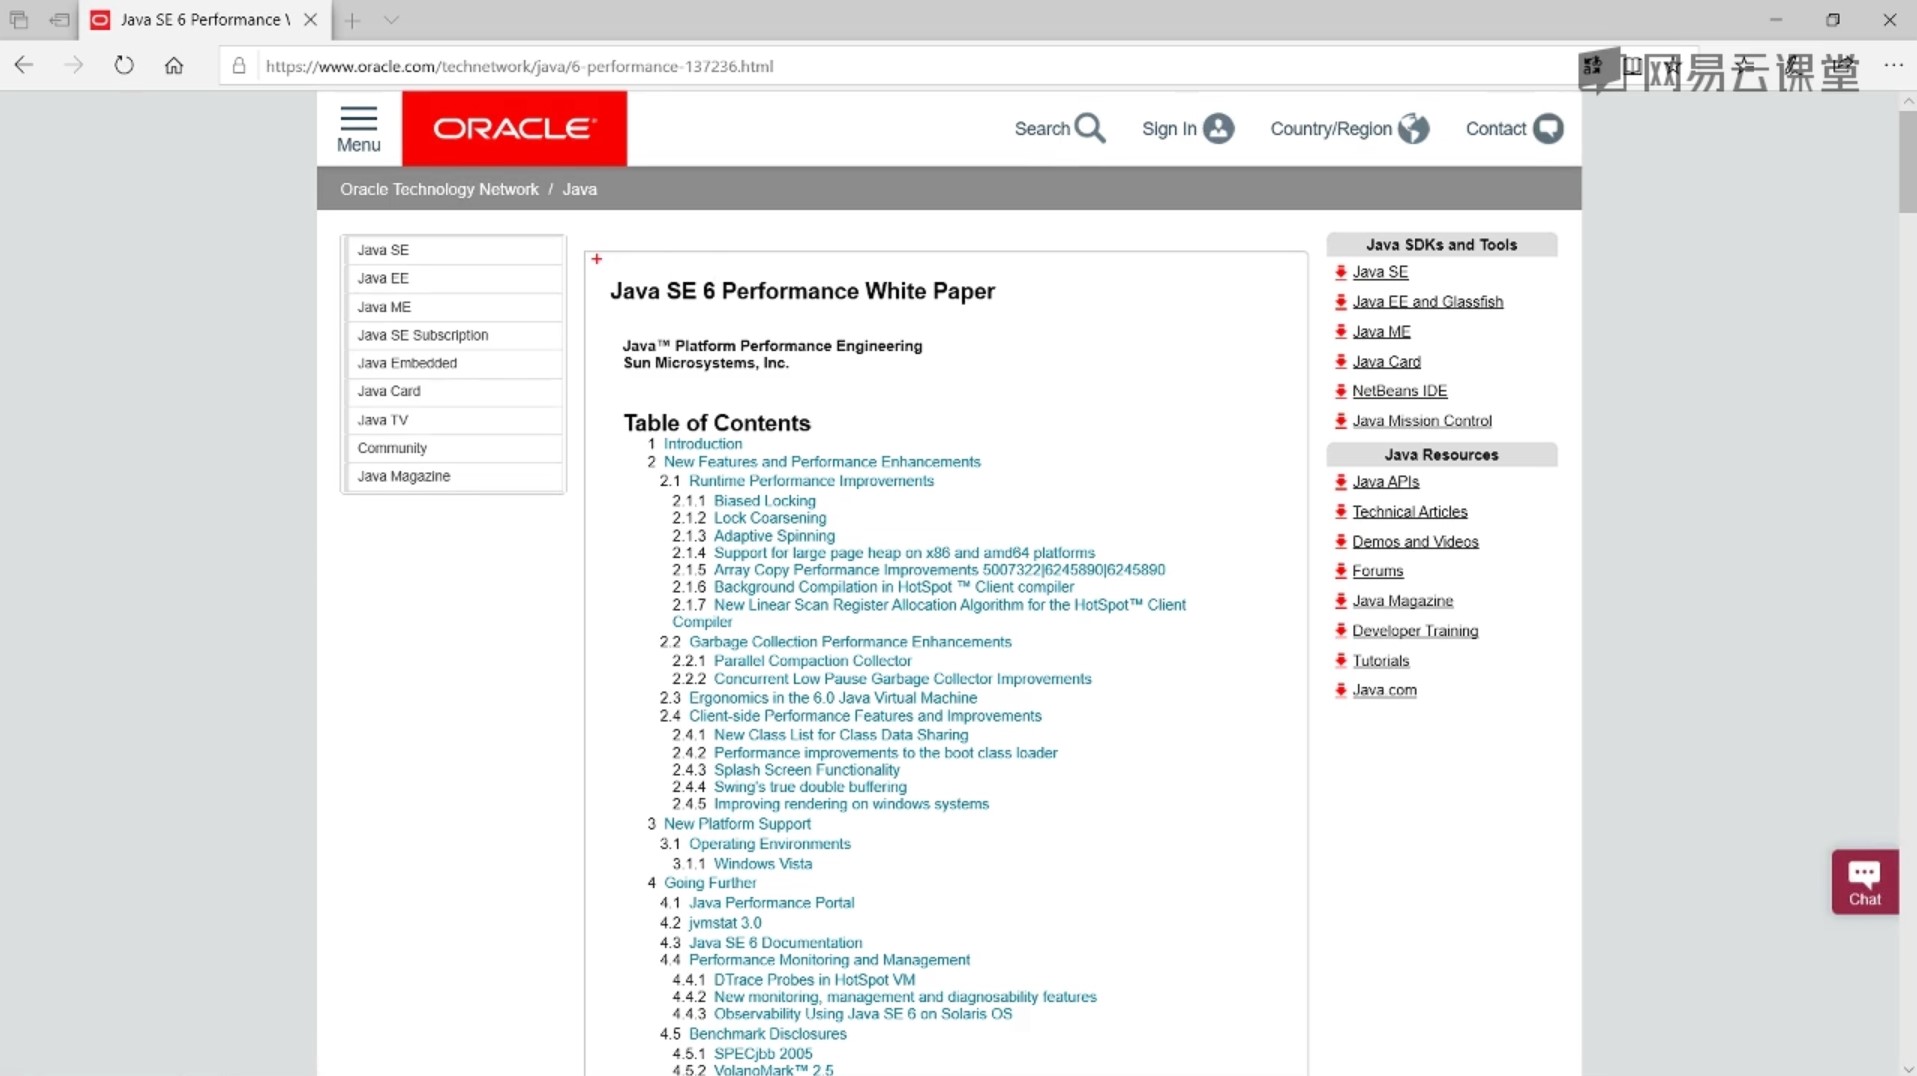 Java SE 6 Performance W
https://www.oracle.com/technetwork/java/6-performance-137236.html
网易云课堂
Menu
ORACLE
Search
Sign In
Country/Region
Contact
Oracle Technology Network / Java
Java SE
Java EE
Java ME
Java SE Subscription
Java Embedded
Java Card
Java TV
Community
Java Magazine
+
Java SE 6 Performance White Paper
Java™ Platform Performance Engineering
Sun Microsystems, Inc.
Table of Contents
1 Introduction
2 New Features and Performance Enhancements
2.1 Runtime Performance Improvements
2.1.1 Biased Locking
2.1.2 Lock Coarsening
2.1.3 Adaptive Spinning
2.1.4 Support for large page heap on x86 and amd64 platforms
2.1.5 Array Copy Performance Improvements 5007322|6245890|6245890
2.1.6 Background Compilation in HotSpot ™ Client compiler
2.1.7 New Linear Scan Register Allocation Algorithm for the HotSpot™ Client
Compiler
2.2 Garbage Collection Performance Enhancements
2.2.1 Parallel Compaction Collector
2.2.2 Concurrent Low Pause Garbage Collector Improvements
2.3 Ergonomics in the 6.0 Java Virtual Machine
2.4 Client-side Performance Features and Improvements
2.4.1 New Class List for Class Data Sharing
2.4.2 Performance improvements to the boot class loader
2.4.3 Splash Screen Functionality
2.4.4 Swing's true double buffering
2.4.5 Improving rendering on windows systems
3 New Platform Support
3.1 Operating Environments
3.1.1 Windows Vista
4 Going Further
4.1 Java Performance Portal
4.2 jvmstat 3.0
4.3 Java SE 6 Documentation
4.4 Performance Monitoring and Management
4.4.1 DTrace Probes in HotSpot VM
4.4.2 New monitoring, management and diagnosability features
4.4.3 Observability Using Java SE 6 on Solaris OS
4.5 Benchmark Disclosures
4.5.1 SPECjbb 2005
4.5.2 VolanoMark™ 2.5
Java SDKs and Tools
Java SE
Java EE and Glassfish
Java ME
Java Card
NetBeans IDE
Java Mission Control
Java Resources
Java APIs
Technical Articles
Demos and Videos
Forums
Java Magazine
Developer Training
Tutorials
Java.com
Chat